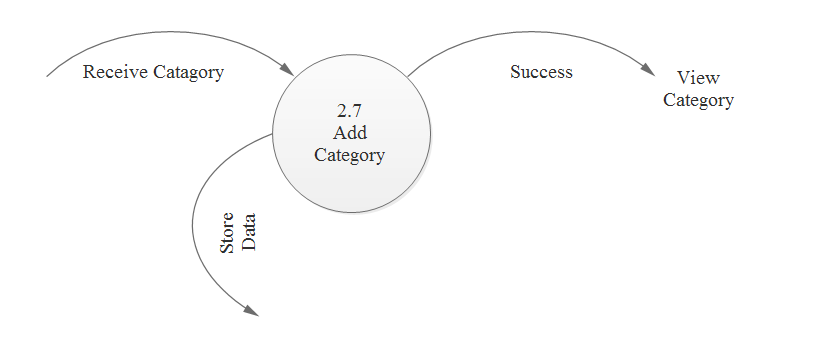 Receive Catagory
2.7
Add
Category
Success
View
Category
Store
Data